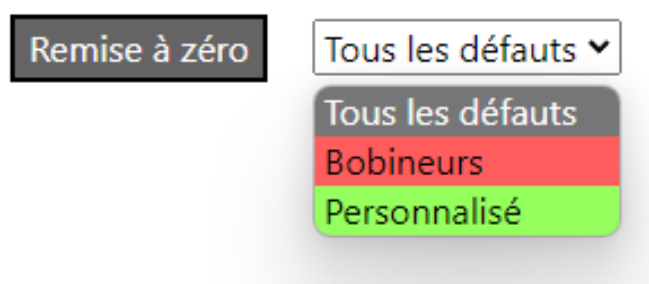 Remise à zéro
Tous les défauts
Tous les défauts
Bobineurs
Personnalisé